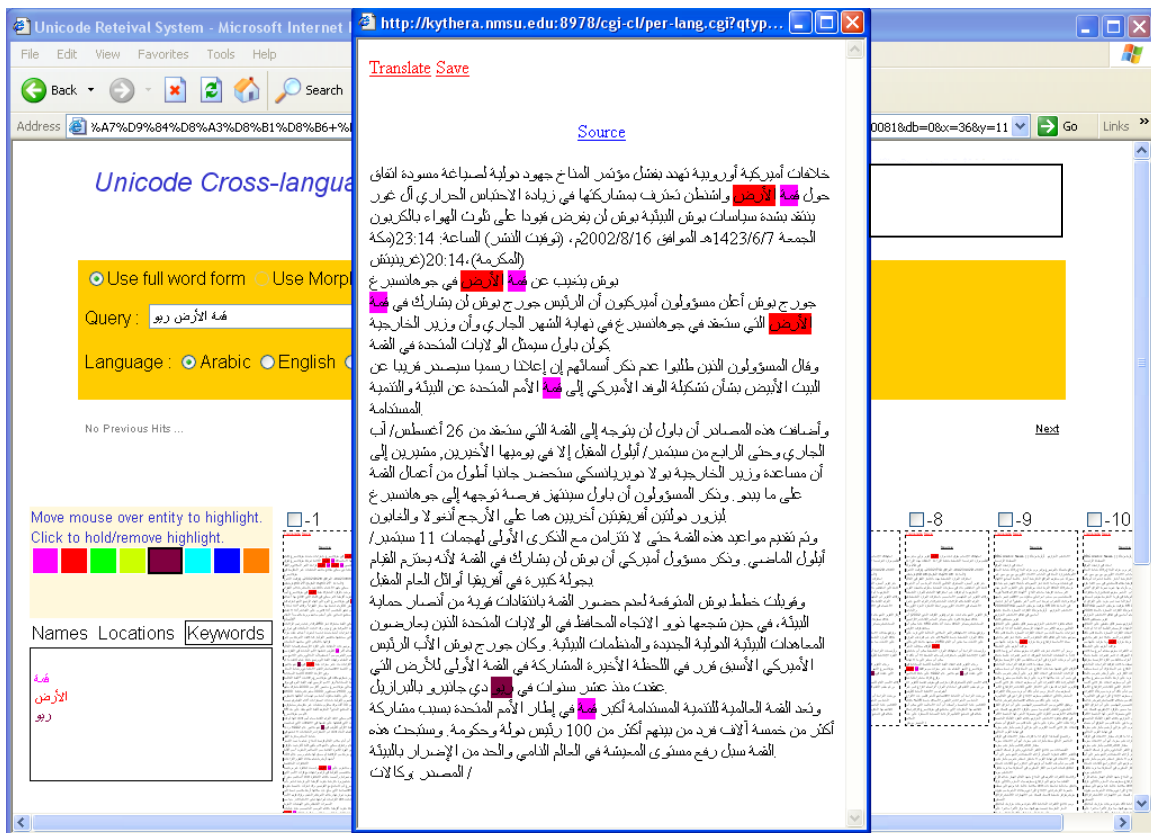 Unicode Reteival System - Microsoft Internet
File Edit View Favorites Tools Help
Back Search
Address %A7%D9%84%D8%A3%D8%B1%D8%B6+%
0081&db=0&x=36&y=11 Go Links »
Unicode Cross-langua
Use full word form Use Morp
Query : قمة الأرض ريو
Language : Arabic English
No Previous Hits ...
Next
Move mouse over entity to highlight.
Click to hold/remove highlight.
Names Locations Keywords
قمة
الأرض
ريو
-1
-8 -9 -10
http://kythera.nmsu.edu:8978/cgi-cl/per-lang.cgi?qtyp...
Translate Save
Source
خلافات أميركية أوروبية تهدد بفشل مؤتمر المناخ جهود دولية لصياغة مسودة اتفاق
حول قمة الأرض واشنطن تعترف بمشاركتها في زيادة الاحتباس الحراري آل غور
ينتقد بشدة سياسات بوش البيئية بوش لن يفرض قيودا على تلوث الهواء بالكربون
الجمعة 1423/6/7هـ الموافق 2002/8/16م، (توقيت النشر) الساعة: 23:14(مكة
المكرمة)،20:14(غرينيتش)
بوش يتغيب عن قمة الأرض في جوهانسبرغ
جورج بوش أعلن مسؤولون أميركيون أن الرئيس جورج بوش لن يشارك في قمة
الأرض التي ستعقد في جوهانسبرغ في نهاية الشهر الجاري وأن وزير الخارجية
كولن باول سيمثل الولايات المتحدة في القمة.
وقال المسؤولون الذين طلبوا عدم ذكر أسمائهم إن إعلانا رسميا سيصدر قريبا عن
البيت الأبيض بشأن تشكيلة الوفد الأميركي إلى قمة الأمم المتحدة عن البيئة والتنمية
المستدامة.
وأضافت هذه المصادر أن باول لن يتوجه إلى القمة التي ستعقد من 26 أغسطس/ آب
الجاري وحتى الرابع من سبتمبر/ أيلول المقبل إلا في يوميها الأخيرين, مشيرين إلى
أن مساعدة وزير الخارجية بولا دوبريانسكي ستحضر جانبا أطول من أعمال القمة
على ما يبدو. وذكر المسؤولون أن باول سينتهز فرصة توجهه إلى جوهانسبرغ
ليزور دولتين أفريقيتين أخريين هما على الأرجح أنغولا والغابون.
وتم تقديم مواعيد هذه القمة حتى لا تتزامن مع الذكرى الأولى لهجمات 11 سبتمبر/
أيلول الماضي. وذكر مسؤول أميركي أن بوش لن يشارك في القمة لأنه يعتزم القيام
بجولة كبيرة في أفريقيا أوائل العام المقبل.
وقوبلت خطط بوش المتوقعة لعدم حضور القمة بانتقادات قوية من أنصار حماية
البيئة، في حين شجعها ذوو الاتجاه المحافظ في الولايات المتحدة الذين يعارضون
المعاهدات البيئية الدولية الجديدة والمنظمات البيئية. وكان جورج بوش الأب الرئيس
الأميركي الأسبق قرر في اللحظة الأخيرة المشاركة في القمة الأولى للأرض التي
عقدت منذ عشر سنوات في ريو دي جانيرو بالبرازيل.
وتعد القمة العالمية للتنمية المستدامة أكبر قمة في إطار الأمم المتحدة بسبب مشاركة
أكثر من خمسة آلاف فرد من بينهم أكثر من 100 رئيس دولة وحكومة. وستبحث هذه
القمة سبل رفع مستوى المعيشة في العالم النامي والحد من الإضرار بالبيئة.
/ المصدر :وكالات